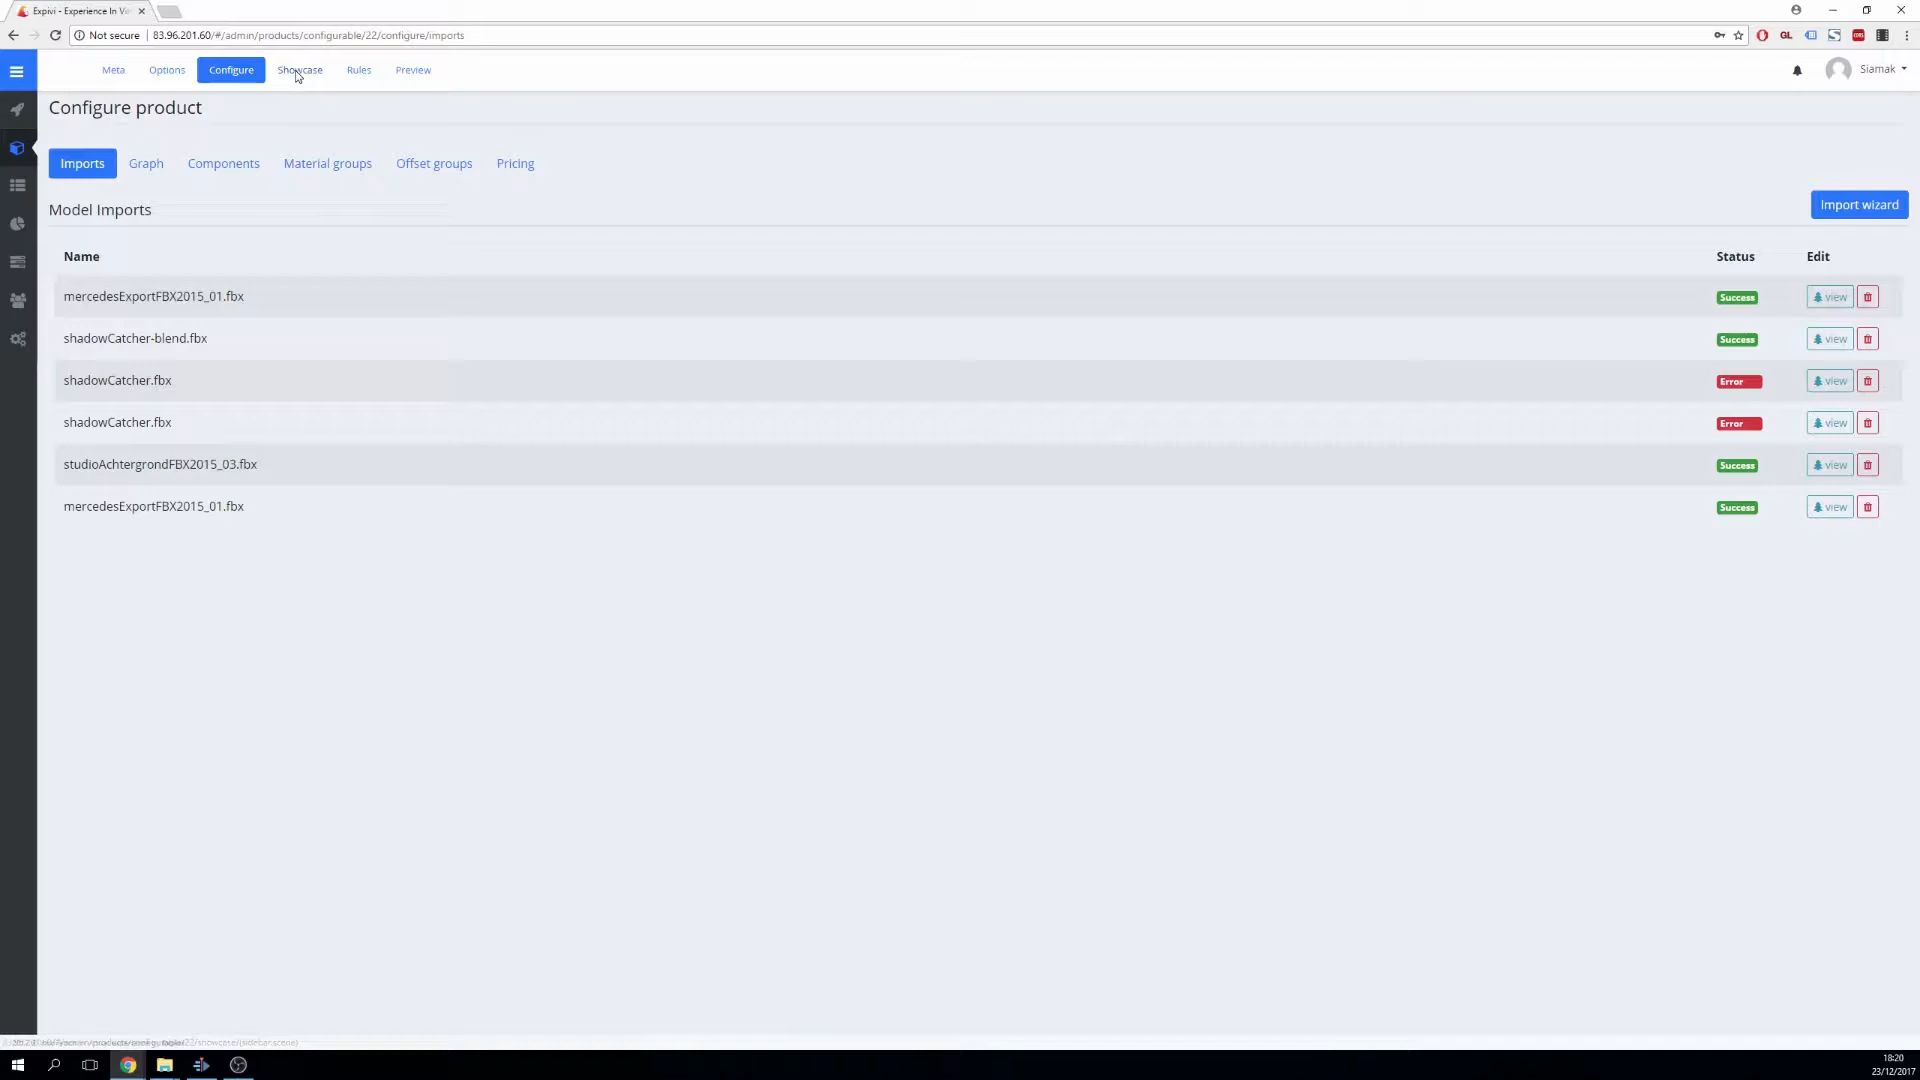 Expivi - Experience In Vi
Not secure 83.96.201.60/#/admin/products/configurable/22/configure/imports
GL
Meta Options Configure Showcase Rules Preview Siamak
Configure product
Imports Graph Components Material groups Offset groups Pricing
Model Imports Import wizard
Name Status Edit
mercedesExportFBX2015_01.fbx Success view
shadowCatcher-blend.fbx Success view
shadowCatcher.fbx Error view
shadowCatcher.fbx Error view
studioAchtergrondFBX2015_03.fbx Success view
mercedesExportFBX2015_01.fbx Success view
18:20
23/12/2017